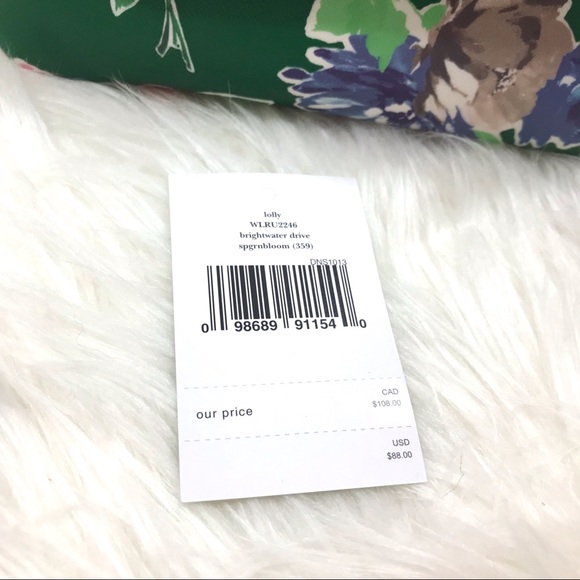 lolly
WLRU2246
brightwater drive
spgrnbloom (359)
DNS1013
0 98689 91154 0
our price
CAD
$108.00
USD
$88.00